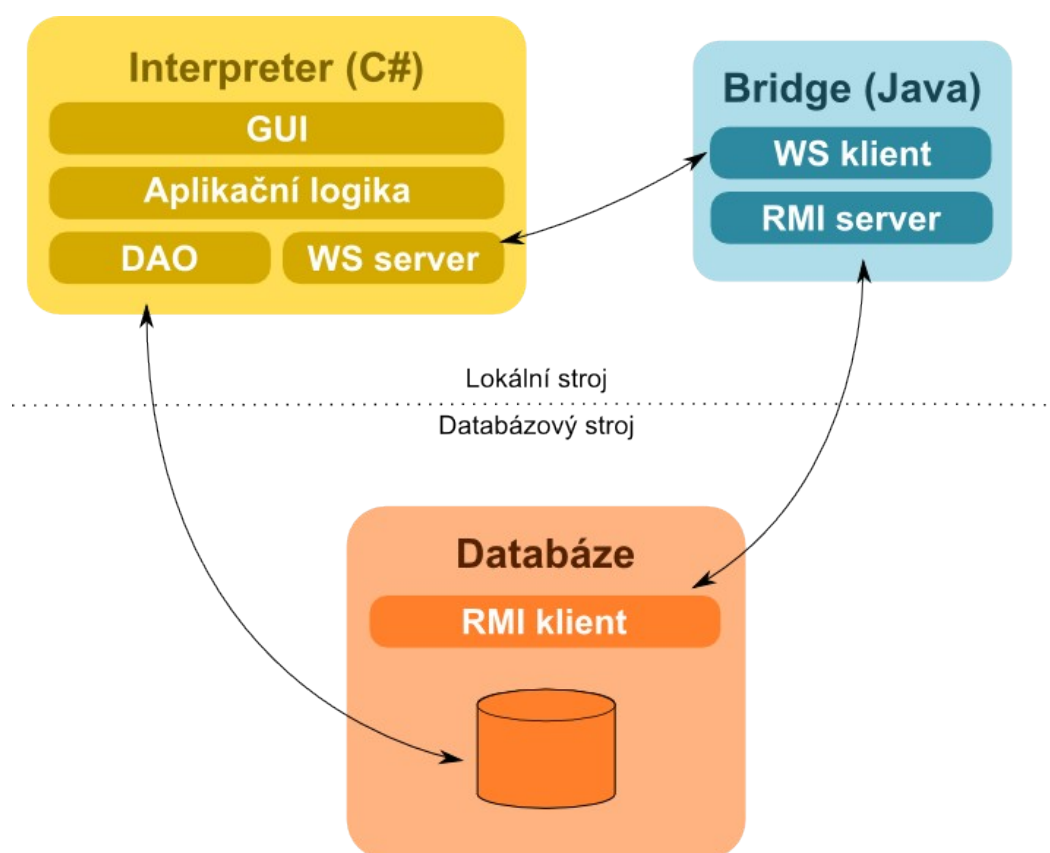 Interpreter (C#)
GUI
Aplikační logika
DAO
WS server
Bridge (Java)
WS klient
RMI server
Lokální stroj
Databázový stroj
Databáze
RMI klient